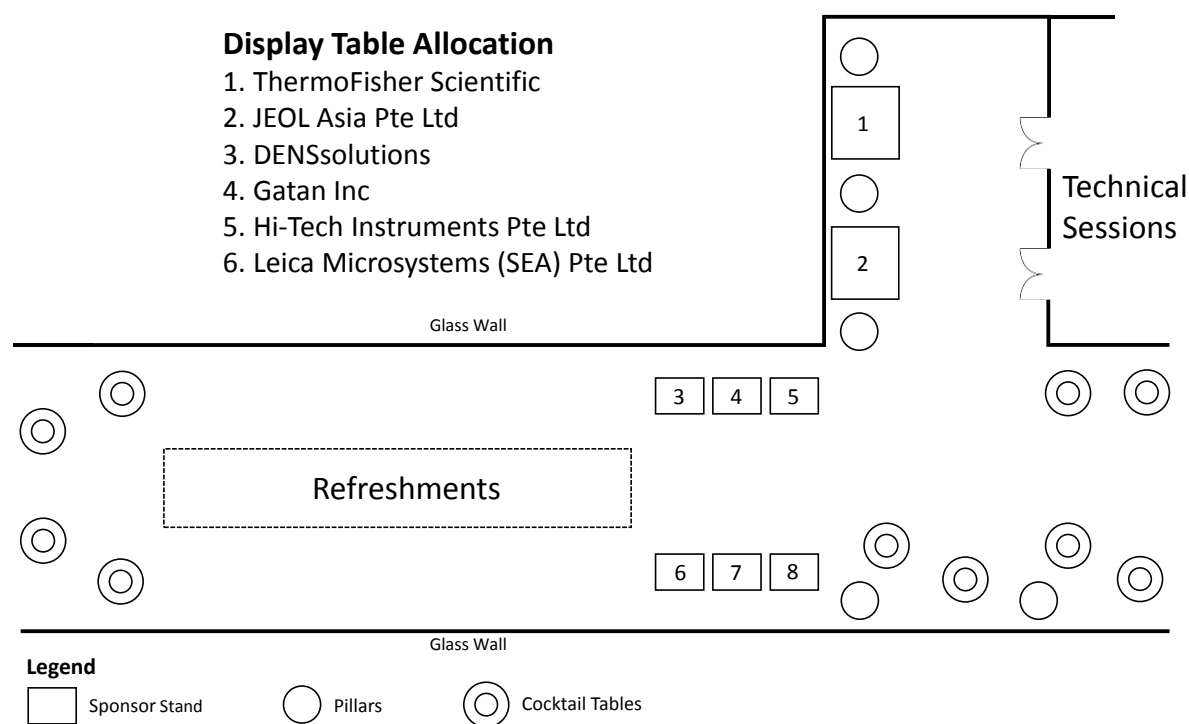 Display Table Allocation
1. ThermoFisher Scientific
2. JEOL Asia Pte Ltd
3. DENSsolutions
4. Gatan Inc
5. Hi-Tech Instruments Pte Ltd
6. Leica Microsystems (SEA) Pte Ltd
1
2
Technical
Sessions
Glass Wall
3 4 5
Refreshments
6 7 8
Glass Wall
Legend
Sponsor Stand
Pillars
Cocktail Tables